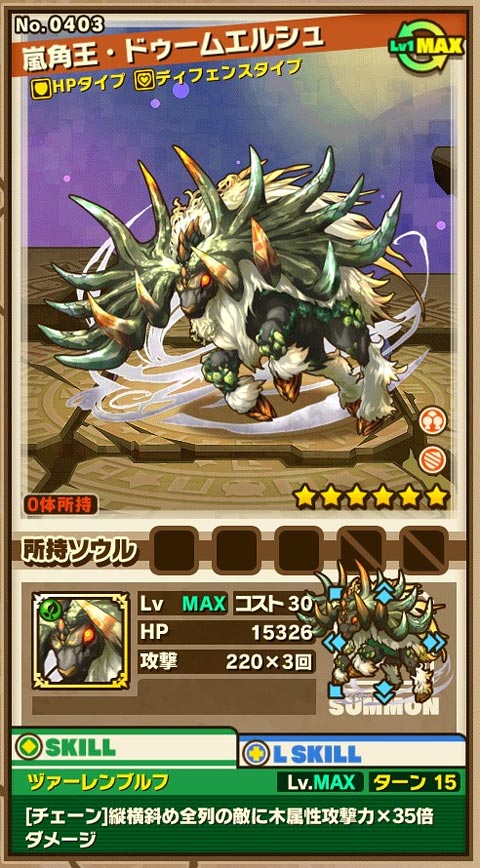 No.0403
嵐角王・ドゥームエルシュ
Lv1 MAX
HPタイプ ディフェンスタイプ
0体所持
所持ソウル
Lv MAX コスト30
HP 15326
攻撃 220×3回
SUMMON
SKILL
L SKILL
ヅァーレンブルフ Lv.MAX ターン 15
[チェーン]縦横斜め全列の敵に木属性攻撃力×35倍
ダメージ